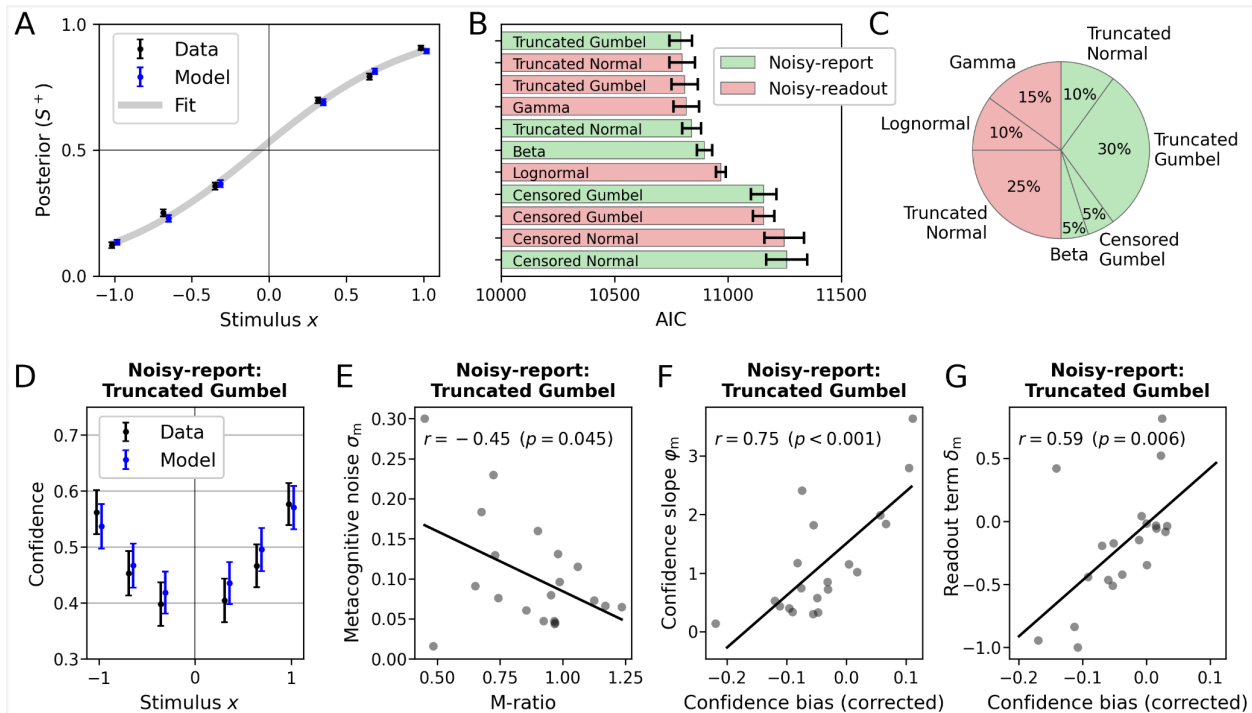 A
1.0
0.5
0.0
Posterior (S⁺)
Data
Model
Fit
−1.0 −0.5 0.0 0.5 1.0
Stimulus x
B
Truncated Gumbel
Truncated Normal
Truncated Gumbel
Gamma
Truncated Normal
Beta
Lognormal
Censored Gumbel
Censored Gumbel
Censored Normal
Censored Normal
Noisy-report
Noisy-readout
10000 10500 11000 11500
AIC
C
Truncated
Normal
Gamma
Lognormal
Truncated
Gumbel
Truncated
Normal
Beta
Censored
Gumbel
10%
15%
10%
30%
25%
5%
5%
D
Noisy-report:
Truncated Gumbel
Data
Model
0.7
0.6
0.5
0.4
0.3
Confidence
−1 0 1
Stimulus x
E
Noisy-report:
Truncated Gumbel
r = −0.45 (p = 0.045)
0.30
0.25
0.20
0.15
0.10
0.05
0.00
Metacognitive noise σₘ
0.50 0.75 1.00 1.25
M-ratio
F
Noisy-report:
Truncated Gumbel
r = 0.75 (p < 0.001)
3
2
1
0
Confidence slope φₘ
−0.2 −0.1 0.0 0.1
Confidence bias (corrected)
G
Noisy-report:
Truncated Gumbel
r = 0.59 (p = 0.006)
0.5
0.0
−0.5
−1.0
Readout term δₘ
−0.2 −0.1 0.0 0.1
Confidence bias (corrected)